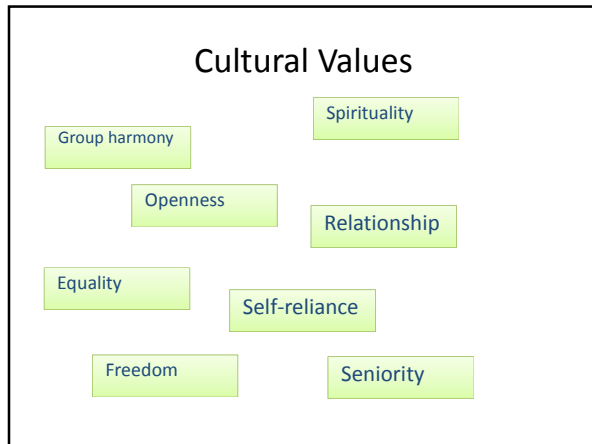 Cultural Values
Spirituality
Group harmony
Openness
Relationship
Equality
Self-reliance
Freedom
Seniority